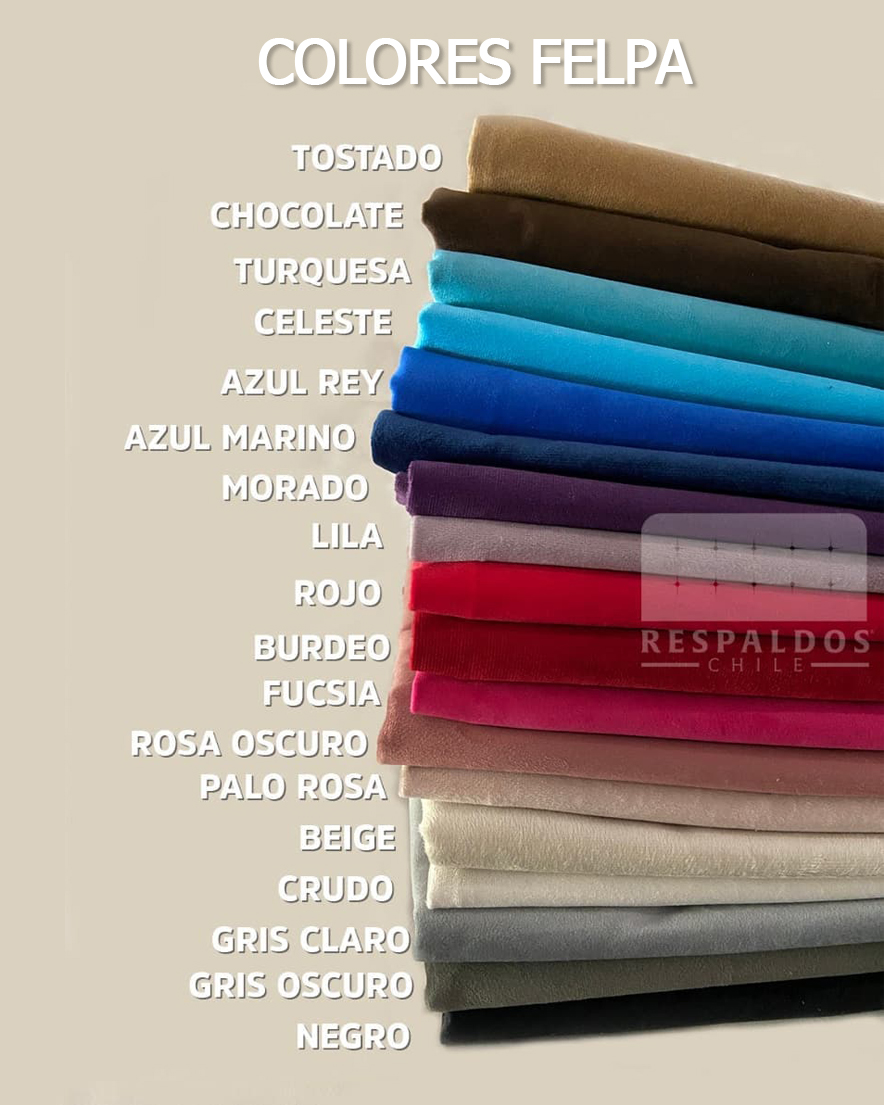 COLORES FELPA
TOSTADO
CHOCOLATE
TURQUESA
CELESTE
AZUL REY
AZUL MARINO
MORADO
LILA
ROJO
BURDEO
FUCSIA
ROSA OSCURO
PALO ROSA
BEIGE
CRUDO
GRIS CLARO
GRIS OSCURO
NEGRO
RESPALDOS
CHILE